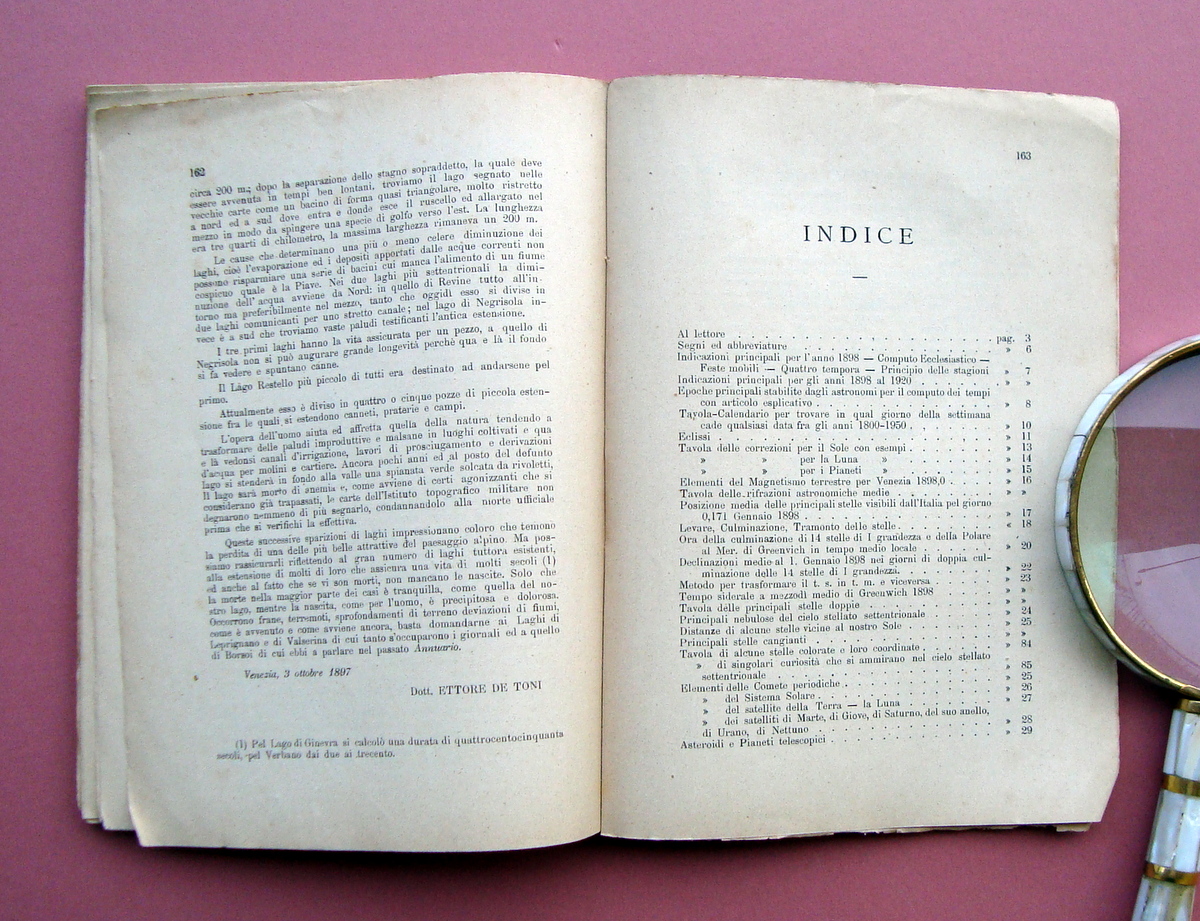 162
circa 200 m.; dopo la separazione dello stagno sopraddetto, la quale deve
essere avvenuta in tempi ben lontani, troviamo il lago segnato nelle
vecchie carte come un bacino di forma quasi triangolare, molto ristretto
a nord ed a sud dove entra e donde esce il ruscello ed allargato nel
mezzo in modo da spingere una specie di golfo verso l'est. La lunghezza
era tre quarti di chilometro, la massima larghezza rimaneva un 200 m.
Le cause che determinano una più o meno celere diminuzione dei
laghi, cioè l'evaporazione ed i depositi apportati dalle acque correnti non
possono risparmiare una serie di bacini cui manca l'alimento di un fiume
cospicuo quale è la Piave. Nei due laghi più settentrionali la dimi-
nuzione dell'acqua avviene da Nord: in quello di Revine tutto all'in-
torno ma preferibilmente nel mezzo, tanto che oggidì esso si divise in
due laghi comunicanti per uno stretto canale; nel lago di Negrisola in-
vece è a sud che troviamo vaste paludi testificanti l'antica estensione.
I tre primi laghi hanno la vita assicurata per un pezzo, a quello di
Negrisola non si può augurare grande longevità perchè qua e là il fondo
si fa vedere e spuntano canne.
Il Lago Restello più piccolo di tutti era destinato ad andarsene pel
primo.
Attualmente esso è diviso in quattro o cinque pozze di piccola esten-
sione fra le quali si estendono canneti, praterie e campi.
L'opera dell'uomo aiuta ed affretta quella della natura tendendo a
trasformare delle paludi improduttive e malsane in luoghi coltivati e qua
e là vedonsi canali d'irrigazione, lavori di prosciugamento e derivazioni
d'acqua per molini e cartiere. Ancora pochi anni ed al posto del defunto
lago si stenderà in fondo alla valle una spianata verde solcata da rivoletti,
Il lago sarà morto di anemia e, come avviene di certi agonizzanti che si
considerano già trapassati, le carte dell'Istituto topografico militare non
degnarono nemmeno di più segnarlo, condannandolo alla morte ufficiale
prima che si verifichi la effettiva.
Queste successive sparizioni di laghi impressionano coloro che temono
la perdita di una delle più belle attrattive del paesaggio alpino. Ma pos-
siamo rassicurarli riflettendo al gran numero di laghi tuttora esistenti,
alla estensione di molti di loro che assicura una vita di molti secoli (1)
ed anche al fatto che se vi son morti, non mancano le nascite. Solo che
la morte nella maggior parte dei casi è tranquilla, come quella del no-
stro lago, mentre la nascita, come per l'uomo, è precipitosa e dolorosa.
Occorrono frane, terremoti, sprofondamenti di terreno deviazioni di fiumi,
come è avvenuto e come avviene ancora, basta domandarne ai Laghi di
Leprignano e di Valserina di cui tanto s'occuparono i giornali ed a quello
di Borsoi di cui ebbi a parlare nel passato Annuario.
Venezia, 3 ottobre 1897
Dott. ETTORE DE TONI
(1) Pel Lago di Ginevra si calcolò una durata di quattrocentocinquanta
secoli, pel Verbano dai due ai trecento.
163
INDICE
Al lettore . . . . . pag. 3
Segni ed abbreviature . . . . . » 6
Indicazioni principali per l'anno 1898 — Computo Ecclesiastico —
Feste mobili — Quattro tempora — Principio delle stagioni » 7
Indicazioni principali per gli anni 1898 al 1920 . . . . . » »
Epoche principali stabilite dagli astronomi per il computo dei tempi
con articolo esplicativo . . . . . » 8
Tavola-Calendario per trovare in qual giorno della settimana
cade qualsiasi data fra gli anni 1800-1950 . . . . . » 10
Eclissi . . . . . » 11
Tavola delle correzioni per il Sole con esempi . . . . . » 13
» » per la Luna » . . . . . » 14
» » per i Pianeti » . . . . . » 15
Elementi del Magnetismo terrestre per Venezia 1898,0 . . . . . » 16
Tavola delle rifrazioni astronomiche medie . . . . . » »
Posizione media delle principali stelle visibili dall'Italia pel giorno
0,171 Gennaio 1898 . . . . . » 17
Levare, Culminazione, Tramonto delle stelle . . . . . « 18
Ora della culminazione di 14 stelle di I grandezza e della Polare
al Mer. di Greenvich in tempo medio locale . . . . . » 20
Declinazioni medie al 1. Gennaio 1898 nei giorni di doppia cul-
minazione delle 14 stelle di I grandezza . . . . . » 22
Metodo per trasformare il t. s. in t. m. e viceversa . . . . . » 23
Tempo siderale a mezzodì medio di Greenwich 1898 . . . . . » »
Tavola delle principali stelle doppie . . . . . » »
Principali nebulose del cielo stellato settentrionale . . . . . » 24
Distanze di alcune stelle vicine al nostro Sole . . . . . » 25
Principali stelle cangianti . . . . . » »
Tavola di alcune stelle colorate e loro coordinate . . . . . » 84
» di singolari curiosità che si ammirano nel cielo stellato
settentrionale . . . . . » 85
Elementi delle Comete periodiche . . . . . » 25
» del Sistema Solare . . . . . » 26
» del satellite della Terra — la Luna . . . . . » 27
» dei satelliti di Marte, di Giove, di Saturno, del suo anello,
di Urano, di Nettuno . . . . . » 28
Asteroidi e Pianeti telescopici . . . . . » 29